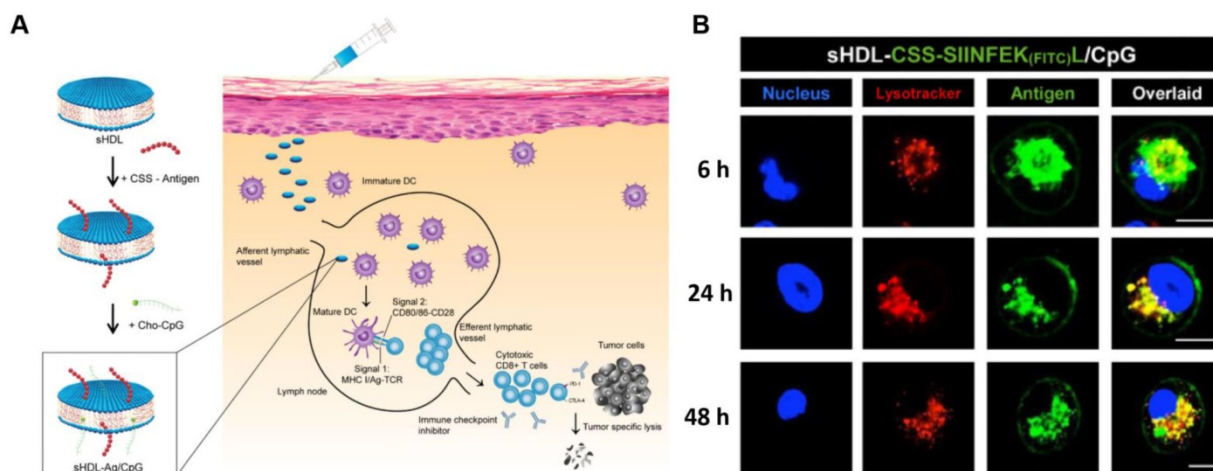 A
sHDL
+ CSS - Antigen
+ Cho-CpG
sHDL-Ag/CpG
Immature DC
Afferent lymphatic
vessel
Mature DC
Signal 2:
CD80/86-CD28
Signal 1:
MHC I/Ag-TCR
Lymph node
Efferent lymphatic
vessel
Cytotoxic
CD8+ T cells
PD-1
CTLA-4
Tumor cells
Immune checkpoint
inhibitor
Tumor specific lysis
B
sHDL-CSS-SIINFEK(FITC)L/CpG
Nucleus Lysotracker Antigen Overlaid
6 h
24 h
48 h